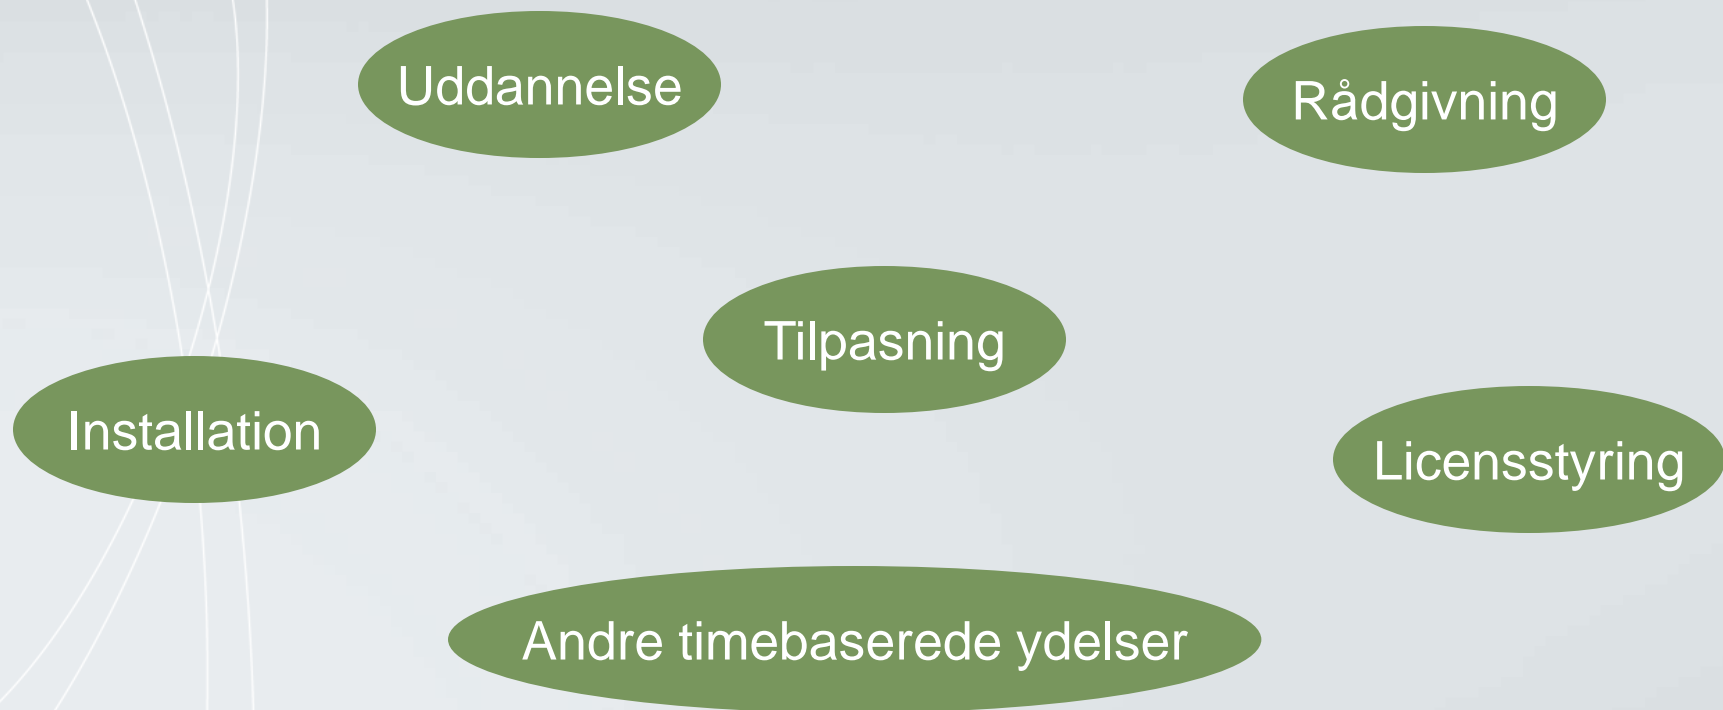 Uddannelse
Rådgivning
Tilpasning
Installation
Licensstyring
Andre timebaserede ydelser